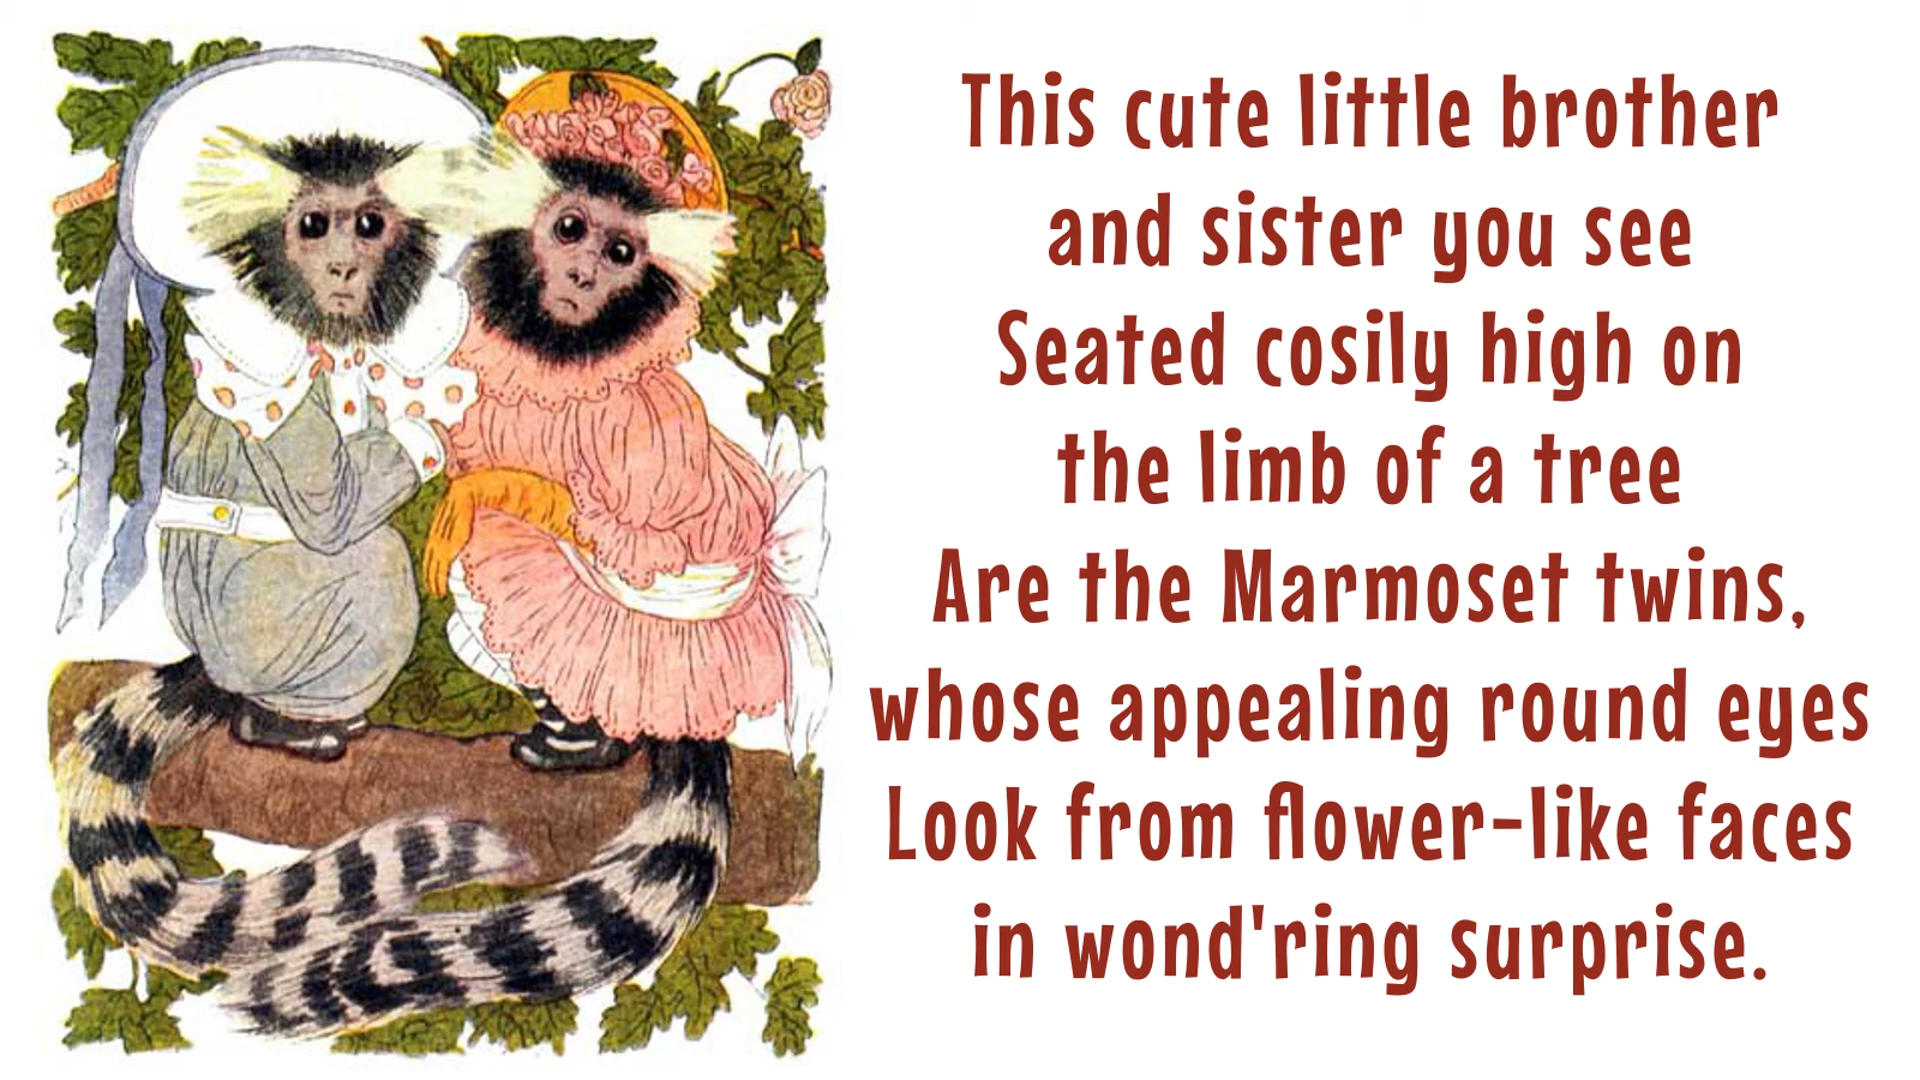 This cute little brother
and sister you see
Seated cosily high on
the limb of a tree
Are the Marmoset twins,
whose appealing round eyes
Look from flower-like faces
in wond'ring surprise.